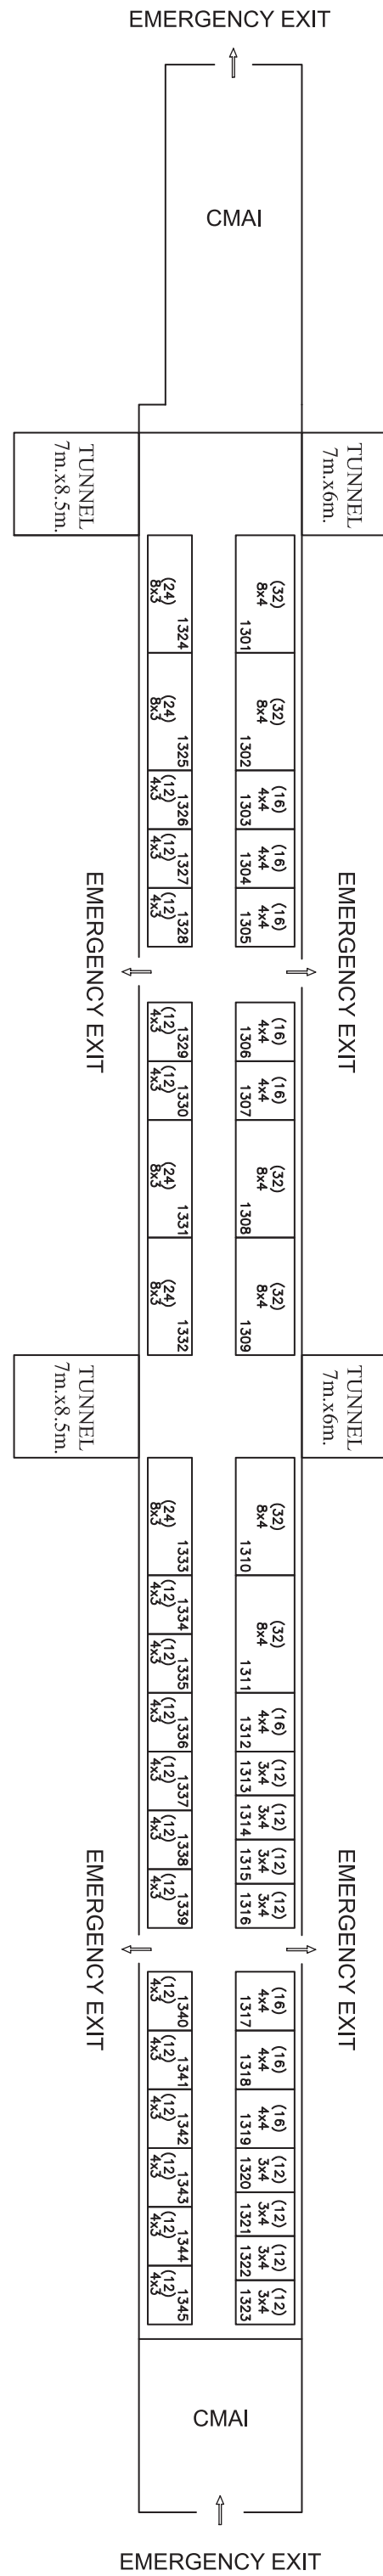 EMERGENCY EXIT
CMAI
TUNNEL
7m.x8.5m.
TUNNEL
7m.x6m.
(24)
8x3
1324
(32)
8x4
1301
(24)
8x3
1325
(32)
8x4
1302
(12)
4x3
1326
(16)
4x4
1303
(12)
4x3
1327
(16)
4x4
1304
(12)
4x3
1328
(16)
4x4
1305
EMERGENCY EXIT
EMERGENCY EXIT
(12)
4x3
1329
(16)
4x4
1306
(12)
4x3
1330
(16)
4x4
1307
(24)
8x3
1331
(32)
8x4
1308
(24)
8x3
1332
(32)
8x4
1309
TUNNEL
7m.x8.5m.
TUNNEL
7m.x6m.
(24)
8x3
1333
(32)
8x4
1310
(12)
4x3
1334
(32)
8x4
1311
(12)
4x3
1335
(12)
4x3
1336
(16)
4x4
1312
(12)
4x3
1337
(12)
3x4
1313
(12)
3x4
1314
(12)
4x3
1338
(12)
3x4
1315
(12)
4x3
1339
(12)
3x4
1316
EMERGENCY EXIT
EMERGENCY EXIT
(12)
4x3
1340
(16)
4x4
1317
(12)
4x3
1341
(16)
4x4
1318
(12)
4x3
1342
(16)
4x4
1319
(12)
4x3
1343
(12)
3x4
1320
(12)
3x4
1321
(12)
4x3
1344
(12)
3x4
1322
(12)
4x3
1345
(12)
3x4
1323
CMAI
EMERGENCY EXIT